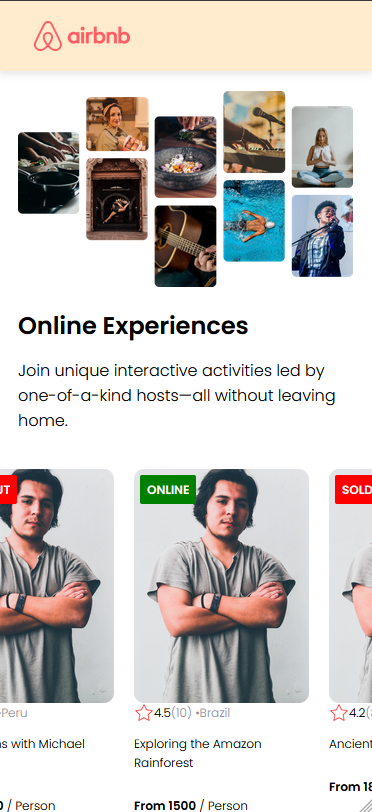 airbnb
Online Experiences
Join unique interactive activities led by
one-of-a-kind hosts—all without leaving
home.
UT
ONLINE
SOLD
•Peru
4.5(10) •Brazil
4.2(
s with Michael
Exploring the Amazon
Rainforest
Ancient
0 / Person
From 1500 / Person
From 18